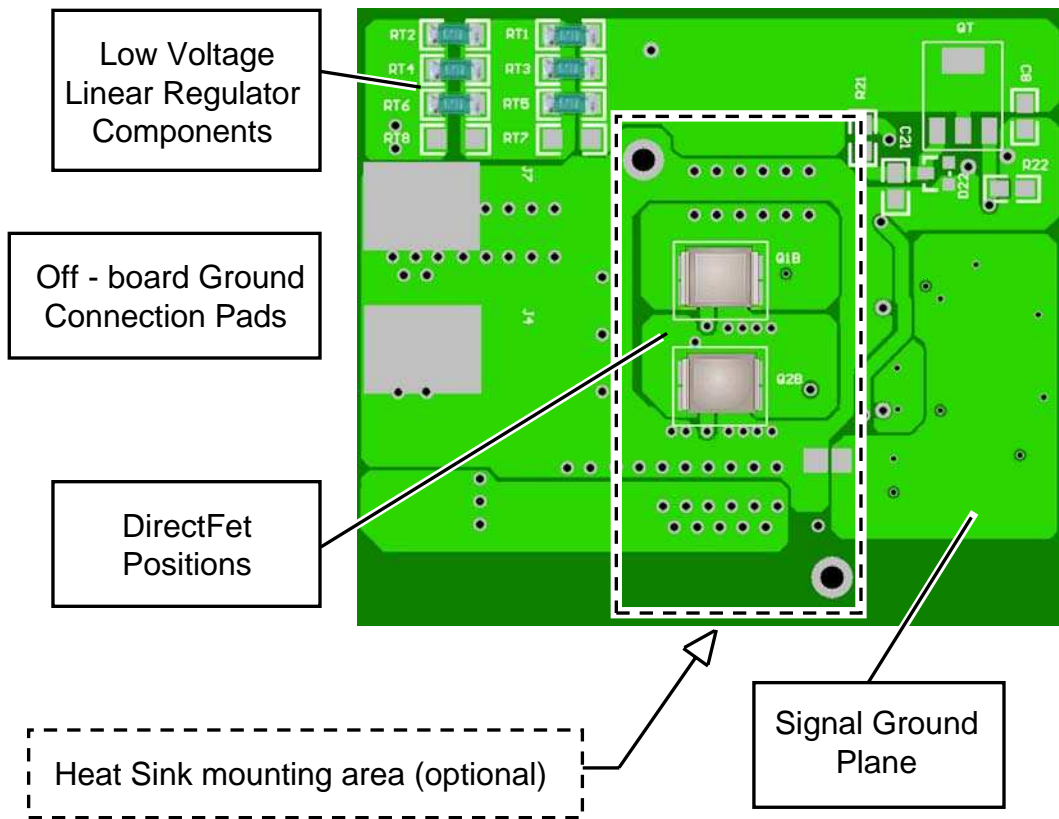 Low Voltage
Linear Regulator
Components
Off - board Ground
Connection Pads
DirectFet
Positions
Heat Sink mounting area (optional)
Signal Ground
Plane
RT2
RT1
RT4
RT3
RT6
RT5
RT8
RT7
J7
J4
Q1B
Q2B
QT
C8
R21
C21
D22
R22